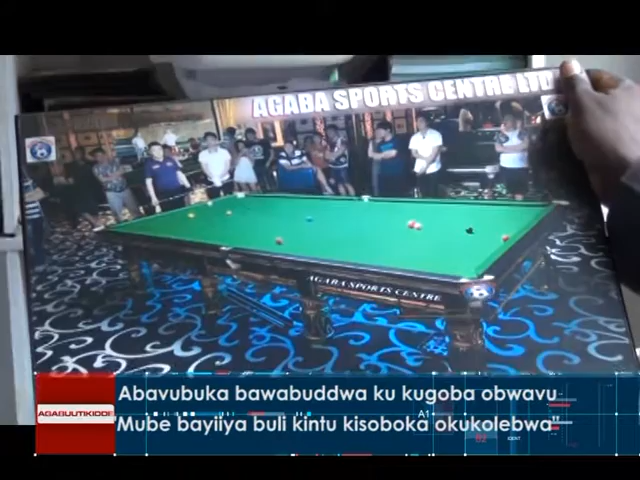 AGABA SPORTS CENTRE LTD
AGABA SPORTS CENTRE
Abavubuka bawabuddwa ku kugoba obwavu
AGABUUTIKIDDE
"Mube bayiiya buli kintu kisoboka okukolebwa"